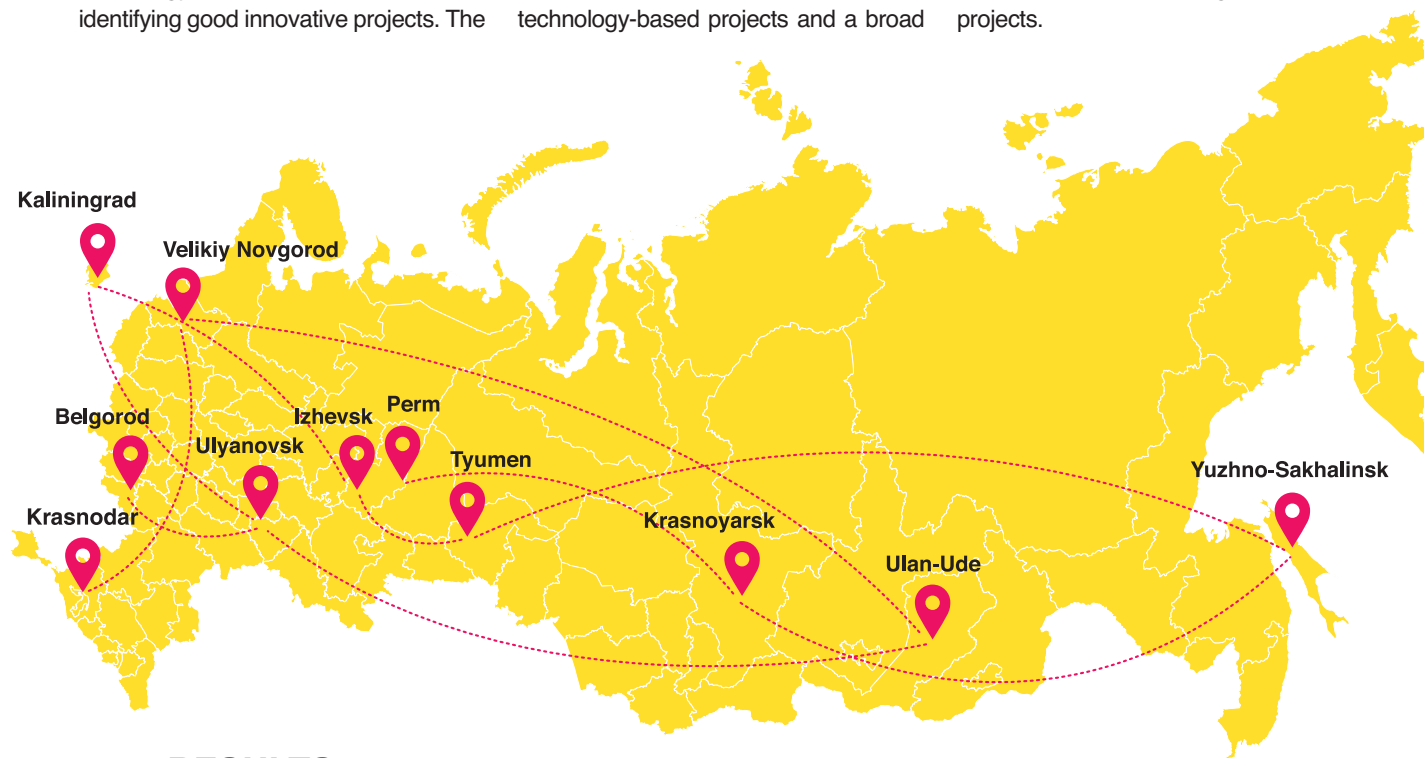 identifying good innovative projects. The
technology-based projects and a broad
projects.
Kaliningrad
Velikiy Novgorod
Belgorod
Izhevsk
Perm
Ulyanovsk
Tyumen
Krasnodar
Yuzhno-Sakhalinsk
Krasnoyarsk
Ulan-Ude